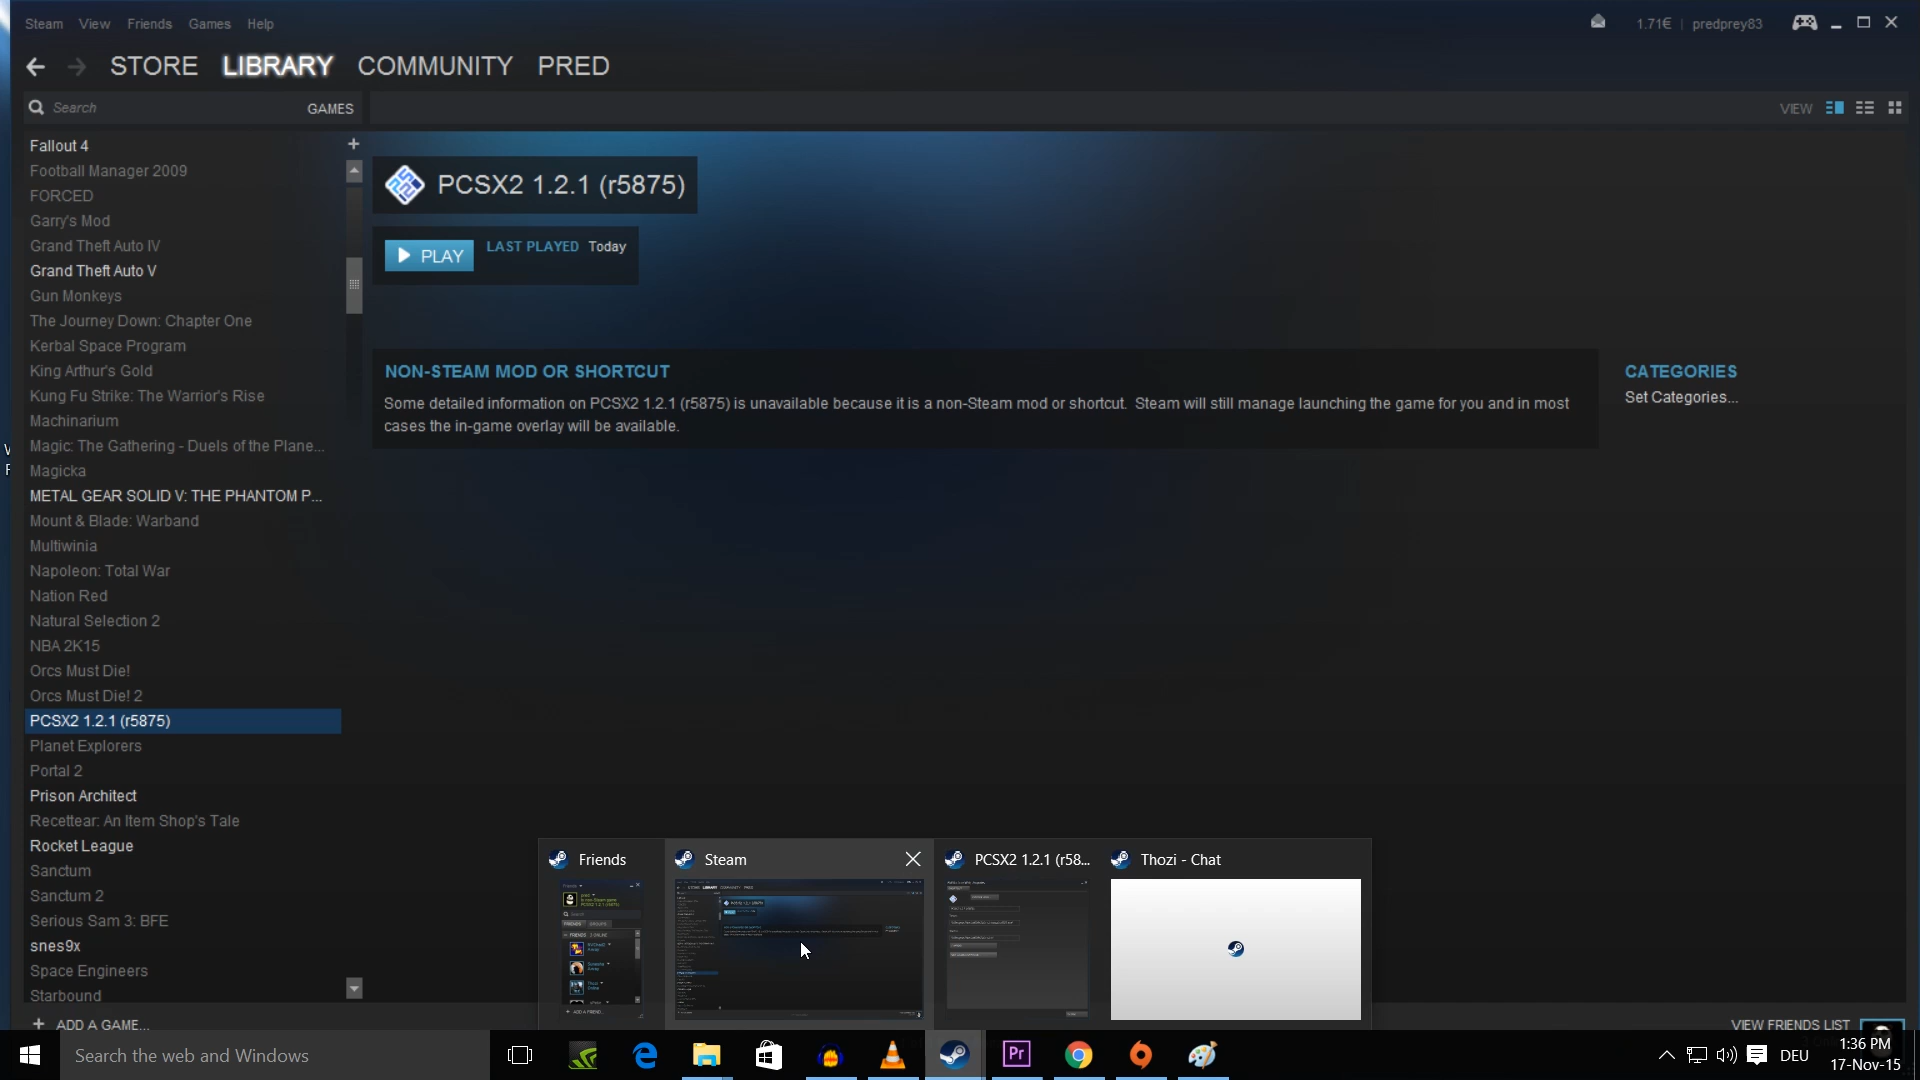 Steam View Friends Games Help
1.71€ | predprey83
STORE LIBRARY COMMUNITY PRED
Search GAMES
VIEW
Fallout 4
Football Manager 2009
FORCED
Garry's Mod
Grand Theft Auto IV
Grand Theft Auto V
Gun Monkeys
The Journey Down: Chapter One
Kerbal Space Program
King Arthur's Gold
Kung Fu Strike: The Warrior's Rise
Machinarium
Magic: The Gathering - Duels of the Plane...
Magicka
METAL GEAR SOLID V: THE PHANTOM P...
Mount & Blade: Warband
Multiwinia
Napoleon: Total War
Nation Red
Natural Selection 2
NBA 2K15
Orcs Must Die!
Orcs Must Die! 2
PCSX2 1.2.1 (r5875)
Planet Explorers
Portal 2
Prison Architect
Recettear: An Item Shop's Tale
Rocket League
Sanctum
Sanctum 2
Serious Sam 3: BFE
snes9x
Space Engineers
Starbound
+ ADD A GAME...
PCSX2 1.2.1 (r5875)
PLAY
LAST PLAYED Today
NON-STEAM MOD OR SHORTCUT
Some detailed information on PCSX2 1.2.1 (r5875) is unavailable because it is a non-Steam mod or shortcut. Steam will still manage launching the game for you and in most
cases the in-game overlay will be available.
CATEGORIES
Set Categories...
Friends
Steam
PCSX2 1.2.1 (r58...
Thozi - Chat
VIEW FRIENDS LIST
Search the web and Windows
Pr
DEU
1:36 PM
17-Nov-15